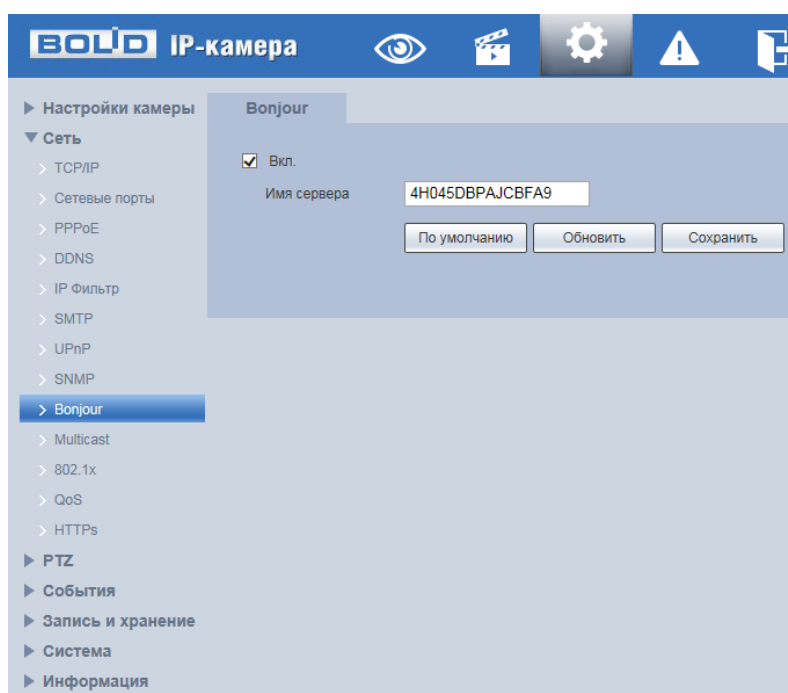 BOLID IP-камера
Настройки камеры
Сеть
TCP/IP
Сетевые порты
PPPoE
DDNS
IP Фильтр
SMTP
UPnP
SNMP
Bonjour
Multicast
802.1x
QoS
HTTPs
PTZ
События
Запись и хранение
Система
Информация
Bonjour
Вкл.
Имя сервера 4H045DBPAJCBFA9
По умолчанию Обновить Сохранить